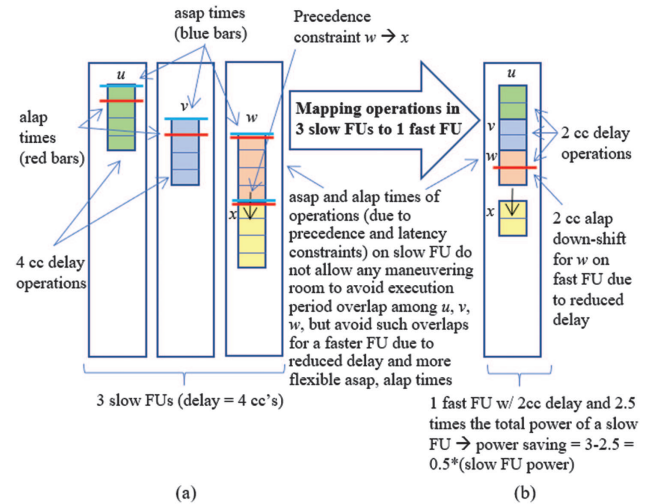 asap times
(blue bars)
Precedence
constraint w → x
u
v
w
x
alap
times
(red bars)
4 cc delay
operations
Mapping operations in
3 slow FUs to 1 fast FU
asap and alap times of
operations (due to
precedence and latency
constraints) on slow FU do
not allow any maneuvering
room to avoid execution
period overlap among u, v,
w, but avoid such overlaps
for a faster FU due to
reduced delay and more
flexible asap, alap times
u
v
w
x
2 cc delay
operations
2 cc alap
down-shift
for w on
fast FU due
to reduced
delay
3 slow FUs (delay = 4 cc's)
1 fast FU w/ 2cc delay and 2.5
times the total power of a slow
FU → power saving = 3-2.5 =
0.5*(slow FU power)
(a)
(b)